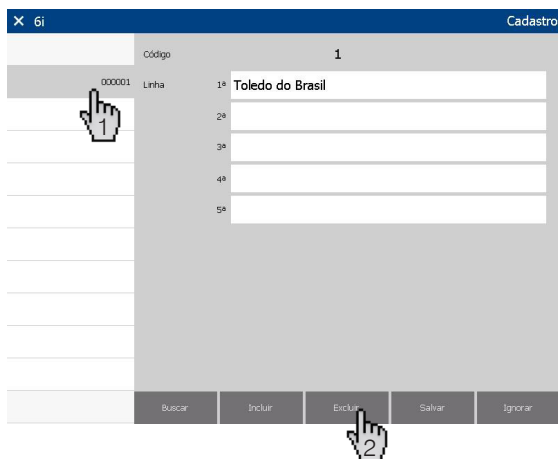 6i Cadastro
Código 1
000001
Linha 1ª Toledo do Brasil
2ª
3ª
4ª
5ª
1
Buscar Incluir Excluir Salvar Ignorar
2